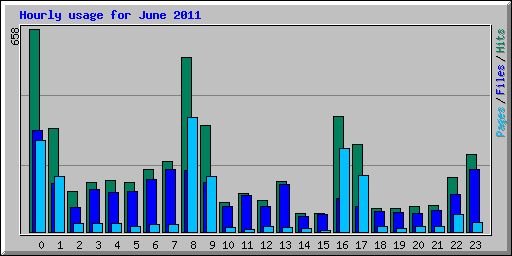 Hourly usage for June 2011
658
Pages / Files / Hits
0 1 2 3 4 5 6 7 8 9 10 11 12 13 14 15 16 17 18 19 20 21 22 23